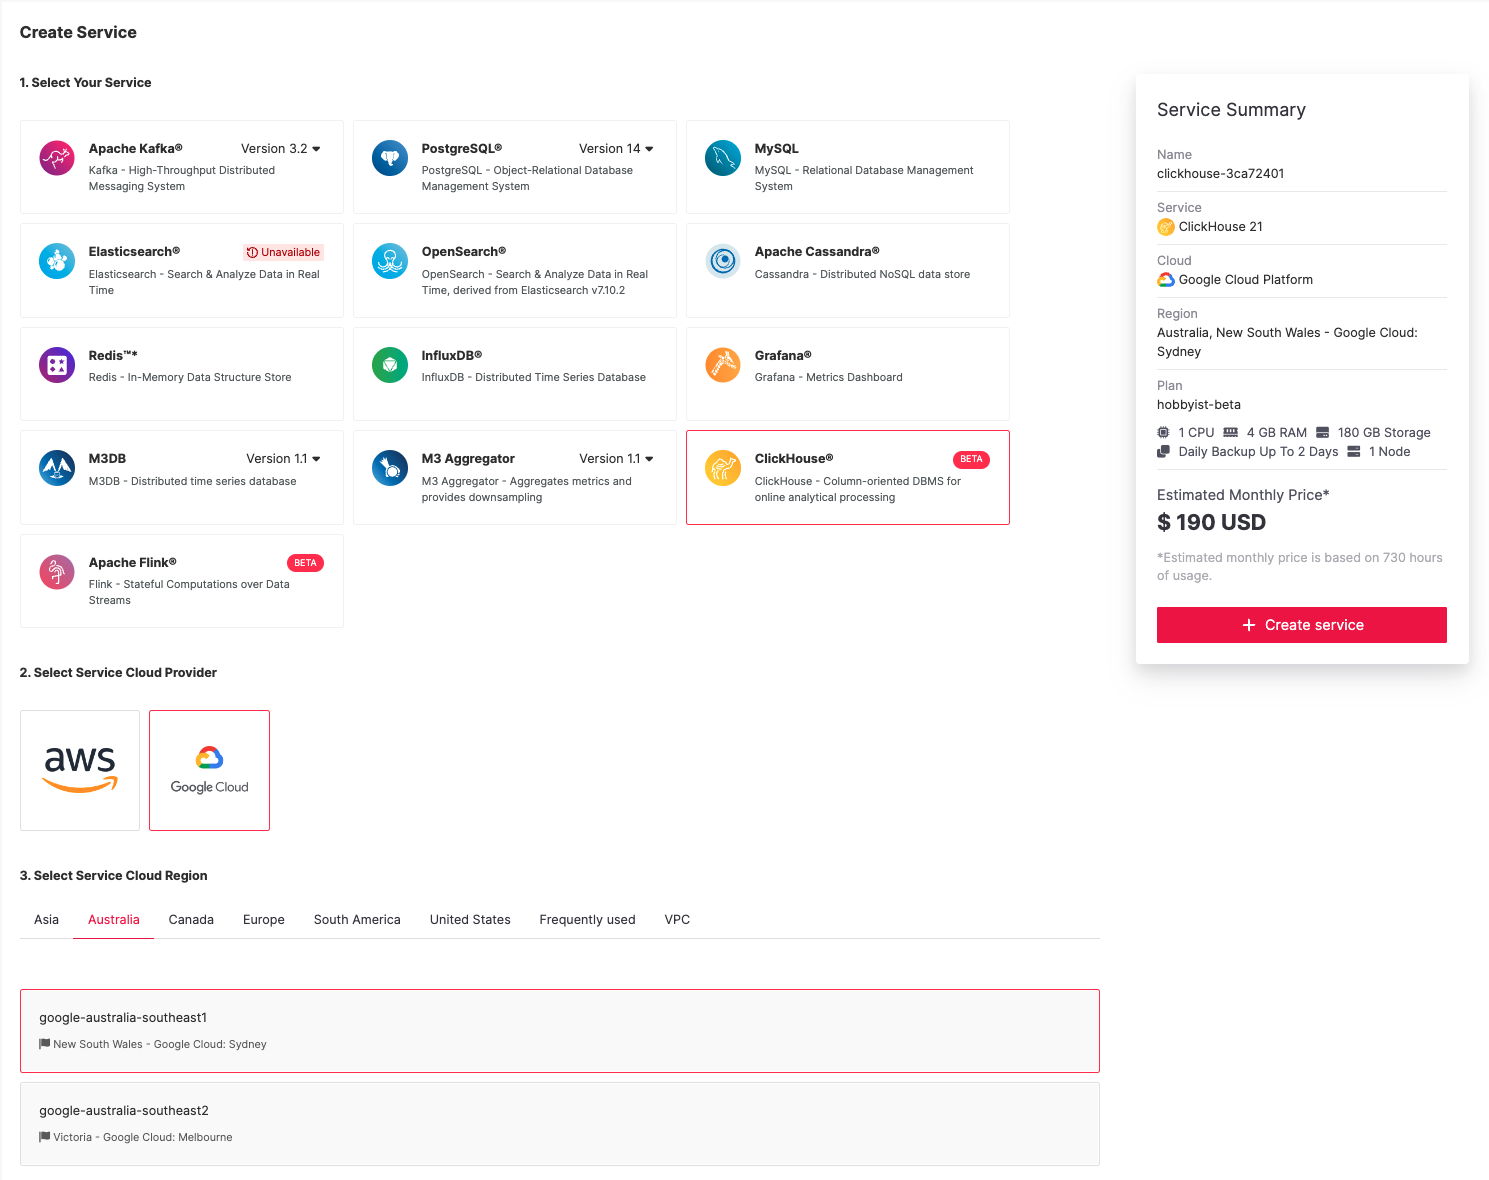 Create Service
1. Select Your Service
Apache Kafka®
Version 3.2
Kafka - High-Throughput Distributed
Messaging System
PostgreSQL®
Version 14
PostgreSQL - Object-Relational Database
Management System
MySQL
MySQL - Relational Database Management
System
Elasticsearch®
Unavailable
Elasticsearch - Search & Analyze Data in Real
Time
OpenSearch®
OpenSearch - Search & Analyze Data in Real
Time, derived from Elasticsearch v7.10.2
Apache Cassandra®
Cassandra - Distributed NoSQL data store
Redis™*
Redis - In-Memory Data Structure Store
InfluxDB®
InfluxDB - Distributed Time Series Database
Grafana®
Grafana - Metrics Dashboard
M3DB
Version 1.1
M3DB - Distributed time series database
M3 Aggregator
Version 1.1
M3 Aggregator - Aggregates metrics and
provides downsampling
ClickHouse®
BETA
ClickHouse - Column-oriented DBMS for
online analytical processing
Apache Flink®
BETA
Flink - Stateful Computations over Data
Streams
2. Select Service Cloud Provider
aws
Google Cloud
3. Select Service Cloud Region
Asia
Australia
Canada
Europe
South America
United States
Frequently used
VPC
google-australia-southeast1
New South Wales - Google Cloud: Sydney
google-australia-southeast2
Victoria - Google Cloud: Melbourne
Service Summary
Name
clickhouse-3ca72401
Service
ClickHouse 21
Cloud
Google Cloud Platform
Region
Australia, New South Wales - Google Cloud:
Sydney
Plan
hobbyist-beta
1 CPU 4 GB RAM 180 GB Storage
Daily Backup Up To 2 Days 1 Node
Estimated Monthly Price*
$ 190 USD
*Estimated monthly price is based on 730 hours
of usage.
+ Create service